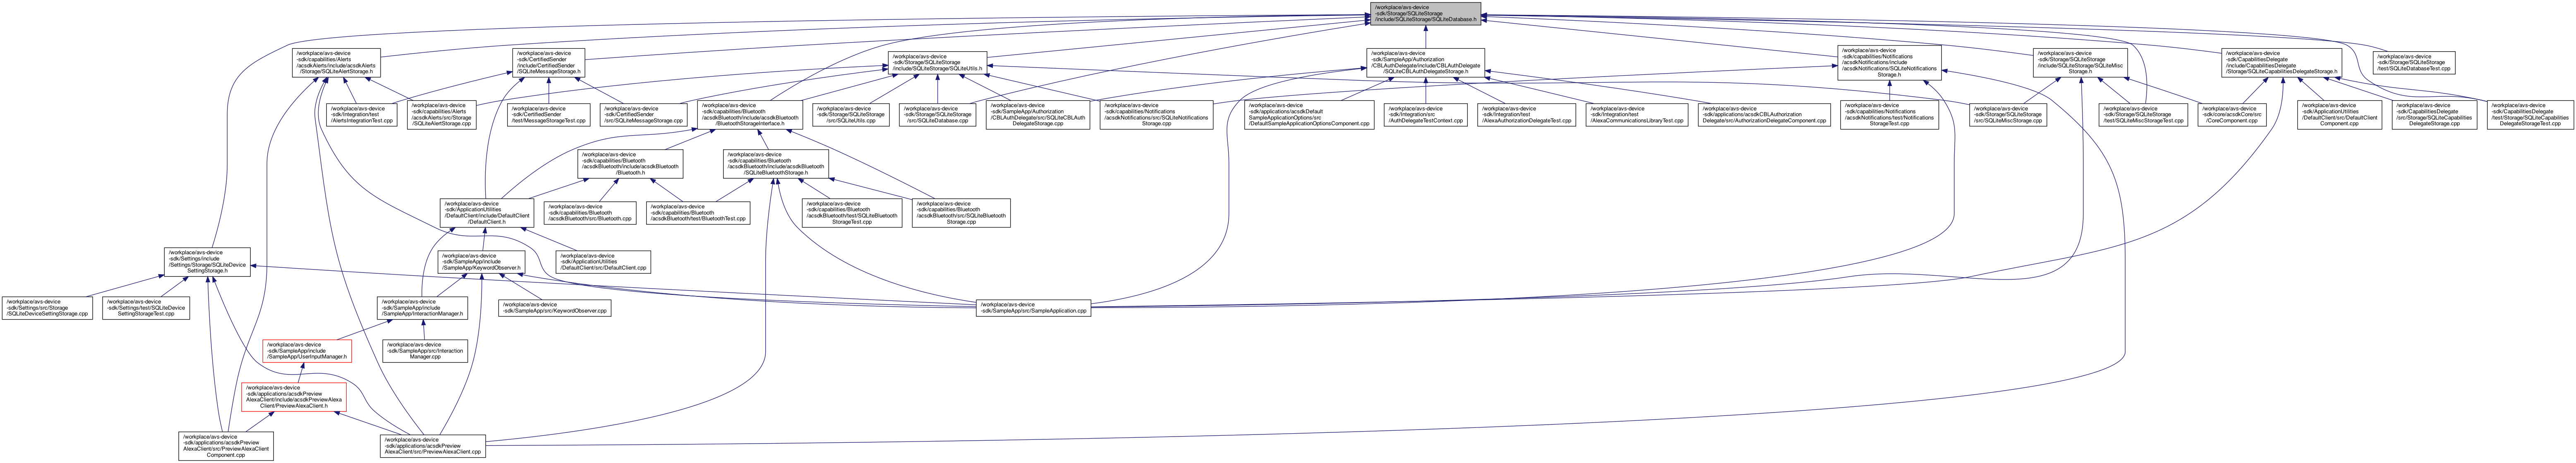 /workplace/avs-device
-sdk/Storage/SQLiteStorage
/include/SQLiteStorage/SQLiteDatabase.h
/workplace/avs-device
-sdk/capabilities/Alerts
/acsdkAlerts/include/acsdkAlerts
/Storage/SQLiteAlertStorage.h
/workplace/avs-device
-sdk/CertifiedSender
/include/CertifiedSender
/SQLiteMessageStorage.h
/workplace/avs-device
-sdk/Storage/SQLiteStorage
/include/SQLiteStorage/SQLiteUtils.h
/workplace/avs-device
-sdk/SampleApp/Authorization
/CBLAuthDelegate/include/CBLAuthDelegate
/SQLiteCBLAuthDelegateStorage.h
/workplace/avs-device
-sdk/capabilities/Notifications
/acsdkNotifications/include
/acsdkNotifications/SQLiteNotifications
Storage.h
/workplace/avs-device
-sdk/Storage/SQLiteStorage
/include/SQLiteStorage/SQLiteMisc
Storage.h
/workplace/avs-device
-sdk/CapabilitiesDelegate
/include/CapabilitiesDelegate
/Storage/SQLiteCapabilitiesDelegateStorage.h
/workplace/avs-device
-sdk/Storage/SQLiteStorage
/test/SQLiteDatabaseTest.cpp
/workplace/avs-device
-sdk/Integration/test
/AlertsIntegrationTest.cpp
/workplace/avs-device
-sdk/capabilities/Alerts
/acsdkAlerts/src/Storage
/SQLiteAlertStorage.cpp
/workplace/avs-device
-sdk/CertifiedSender
/test/MessageStorageTest.cpp
/workplace/avs-device
-sdk/CertifiedSender
/src/SQLiteMessageStorage.cpp
/workplace/avs-device
-sdk/capabilities/Bluetooth
/acsdkBluetooth/include/acsdkBluetooth
/BluetoothStorageInterface.h
/workplace/avs-device
-sdk/Storage/SQLiteStorage
/src/SQLiteUtils.cpp
/workplace/avs-device
-sdk/Storage/SQLiteStorage
/src/SQLiteDatabase.cpp
/workplace/avs-device
-sdk/SampleApp/Authorization
/CBLAuthDelegate/src/SQLiteCBLAuth
DelegateStorage.cpp
/workplace/avs-device
-sdk/capabilities/Notifications
/acsdkNotifications/src/SQLiteNotifications
Storage.cpp
/workplace/avs-device
-sdk/applications/acsdkDefault
SampleApplicationOptions/src
/DefaultSampleApplicationOptionsComponent.cpp
/workplace/avs-device
-sdk/Integration/src
/AuthDelegateTestContext.cpp
/workplace/avs-device
-sdk/Integration/test
/AlexaAuthorizationDelegateTest.cpp
/workplace/avs-device
-sdk/Integration/test
/AlexaCommunicationsLibraryTest.cpp
/workplace/avs-device
-sdk/applications/acsdkCBLAuthorization
Delegate/src/AuthorizationDelegateComponent.cpp
/workplace/avs-device
-sdk/capabilities/Notifications
/acsdkNotifications/test/Notifications
StorageTest.cpp
/workplace/avs-device
-sdk/Storage/SQLiteStorage
/src/SQLiteMiscStorage.cpp
/workplace/avs-device
-sdk/Storage/SQLiteStorage
/test/SQLiteMiscStorageTest.cpp
/workplace/avs-device
-sdk/core/acsdkCore/src
/CoreComponent.cpp
/workplace/avs-device
-sdk/ApplicationUtilities
/DefaultClient/src/DefaultClient
Component.cpp
/workplace/avs-device
-sdk/CapabilitiesDelegate
/src/Storage/SQLiteCapabilities
DelegateStorage.cpp
/workplace/avs-device
-sdk/CapabilitiesDelegate
/test/Storage/SQLiteCapabilities
DelegateStorageTest.cpp
/workplace/avs-device
-sdk/capabilities/Bluetooth
/acsdkBluetooth/include/acsdkBluetooth
/Bluetooth.h
/workplace/avs-device
-sdk/capabilities/Bluetooth
/acsdkBluetooth/include/acsdkBluetooth
/SQLiteBluetoothStorage.h
/workplace/avs-device
-sdk/ApplicationUtilities
/DefaultClient/include/DefaultClient
/DefaultClient.h
/workplace/avs-device
-sdk/capabilities/Bluetooth
/acsdkBluetooth/src/Bluetooth.cpp
/workplace/avs-device
-sdk/capabilities/Bluetooth
/acsdkBluetooth/test/BluetoothTest.cpp
/workplace/avs-device
-sdk/capabilities/Bluetooth
/acsdkBluetooth/test/SQLiteBluetooth
StorageTest.cpp
/workplace/avs-device
-sdk/capabilities/Bluetooth
/acsdkBluetooth/src/SQLiteBluetooth
Storage.cpp
/workplace/avs-device
-sdk/Settings/include
/Settings/Storage/SQLiteDevice
SettingStorage.h
/workplace/avs-device
-sdk/SampleApp/include
/SampleApp/KeywordObserver.h
/workplace/avs-device
-sdk/ApplicationUtilities
/DefaultClient/src/DefaultClient.cpp
/workplace/avs-device
-sdk/Settings/src/Storage
/SQLiteDeviceSettingStorage.cpp
/workplace/avs-device
-sdk/Settings/test/SQLiteDevice
SettingStorageTest.cpp
/workplace/avs-device
-sdk/SampleApp/include
/SampleApp/InteractionManager.h
/workplace/avs-device
-sdk/SampleApp/src/KeywordObserver.cpp
/workplace/avs-device
-sdk/SampleApp/src/SampleApplication.cpp
/workplace/avs-device
-sdk/SampleApp/include
/SampleApp/UserInputManager.h
/workplace/avs-device
-sdk/SampleApp/src/Interaction
Manager.cpp
/workplace/avs-device
-sdk/applications/acsdkPreview
AlexaClient/include/acsdkPreviewAlexa
Client/PreviewAlexaClient.h
/workplace/avs-device
-sdk/applications/acsdkPreview
AlexaClient/src/PreviewAlexaClient
Component.cpp
/workplace/avs-device
-sdk/applications/acsdkPreview
AlexaClient/src/PreviewAlexaClient.cpp